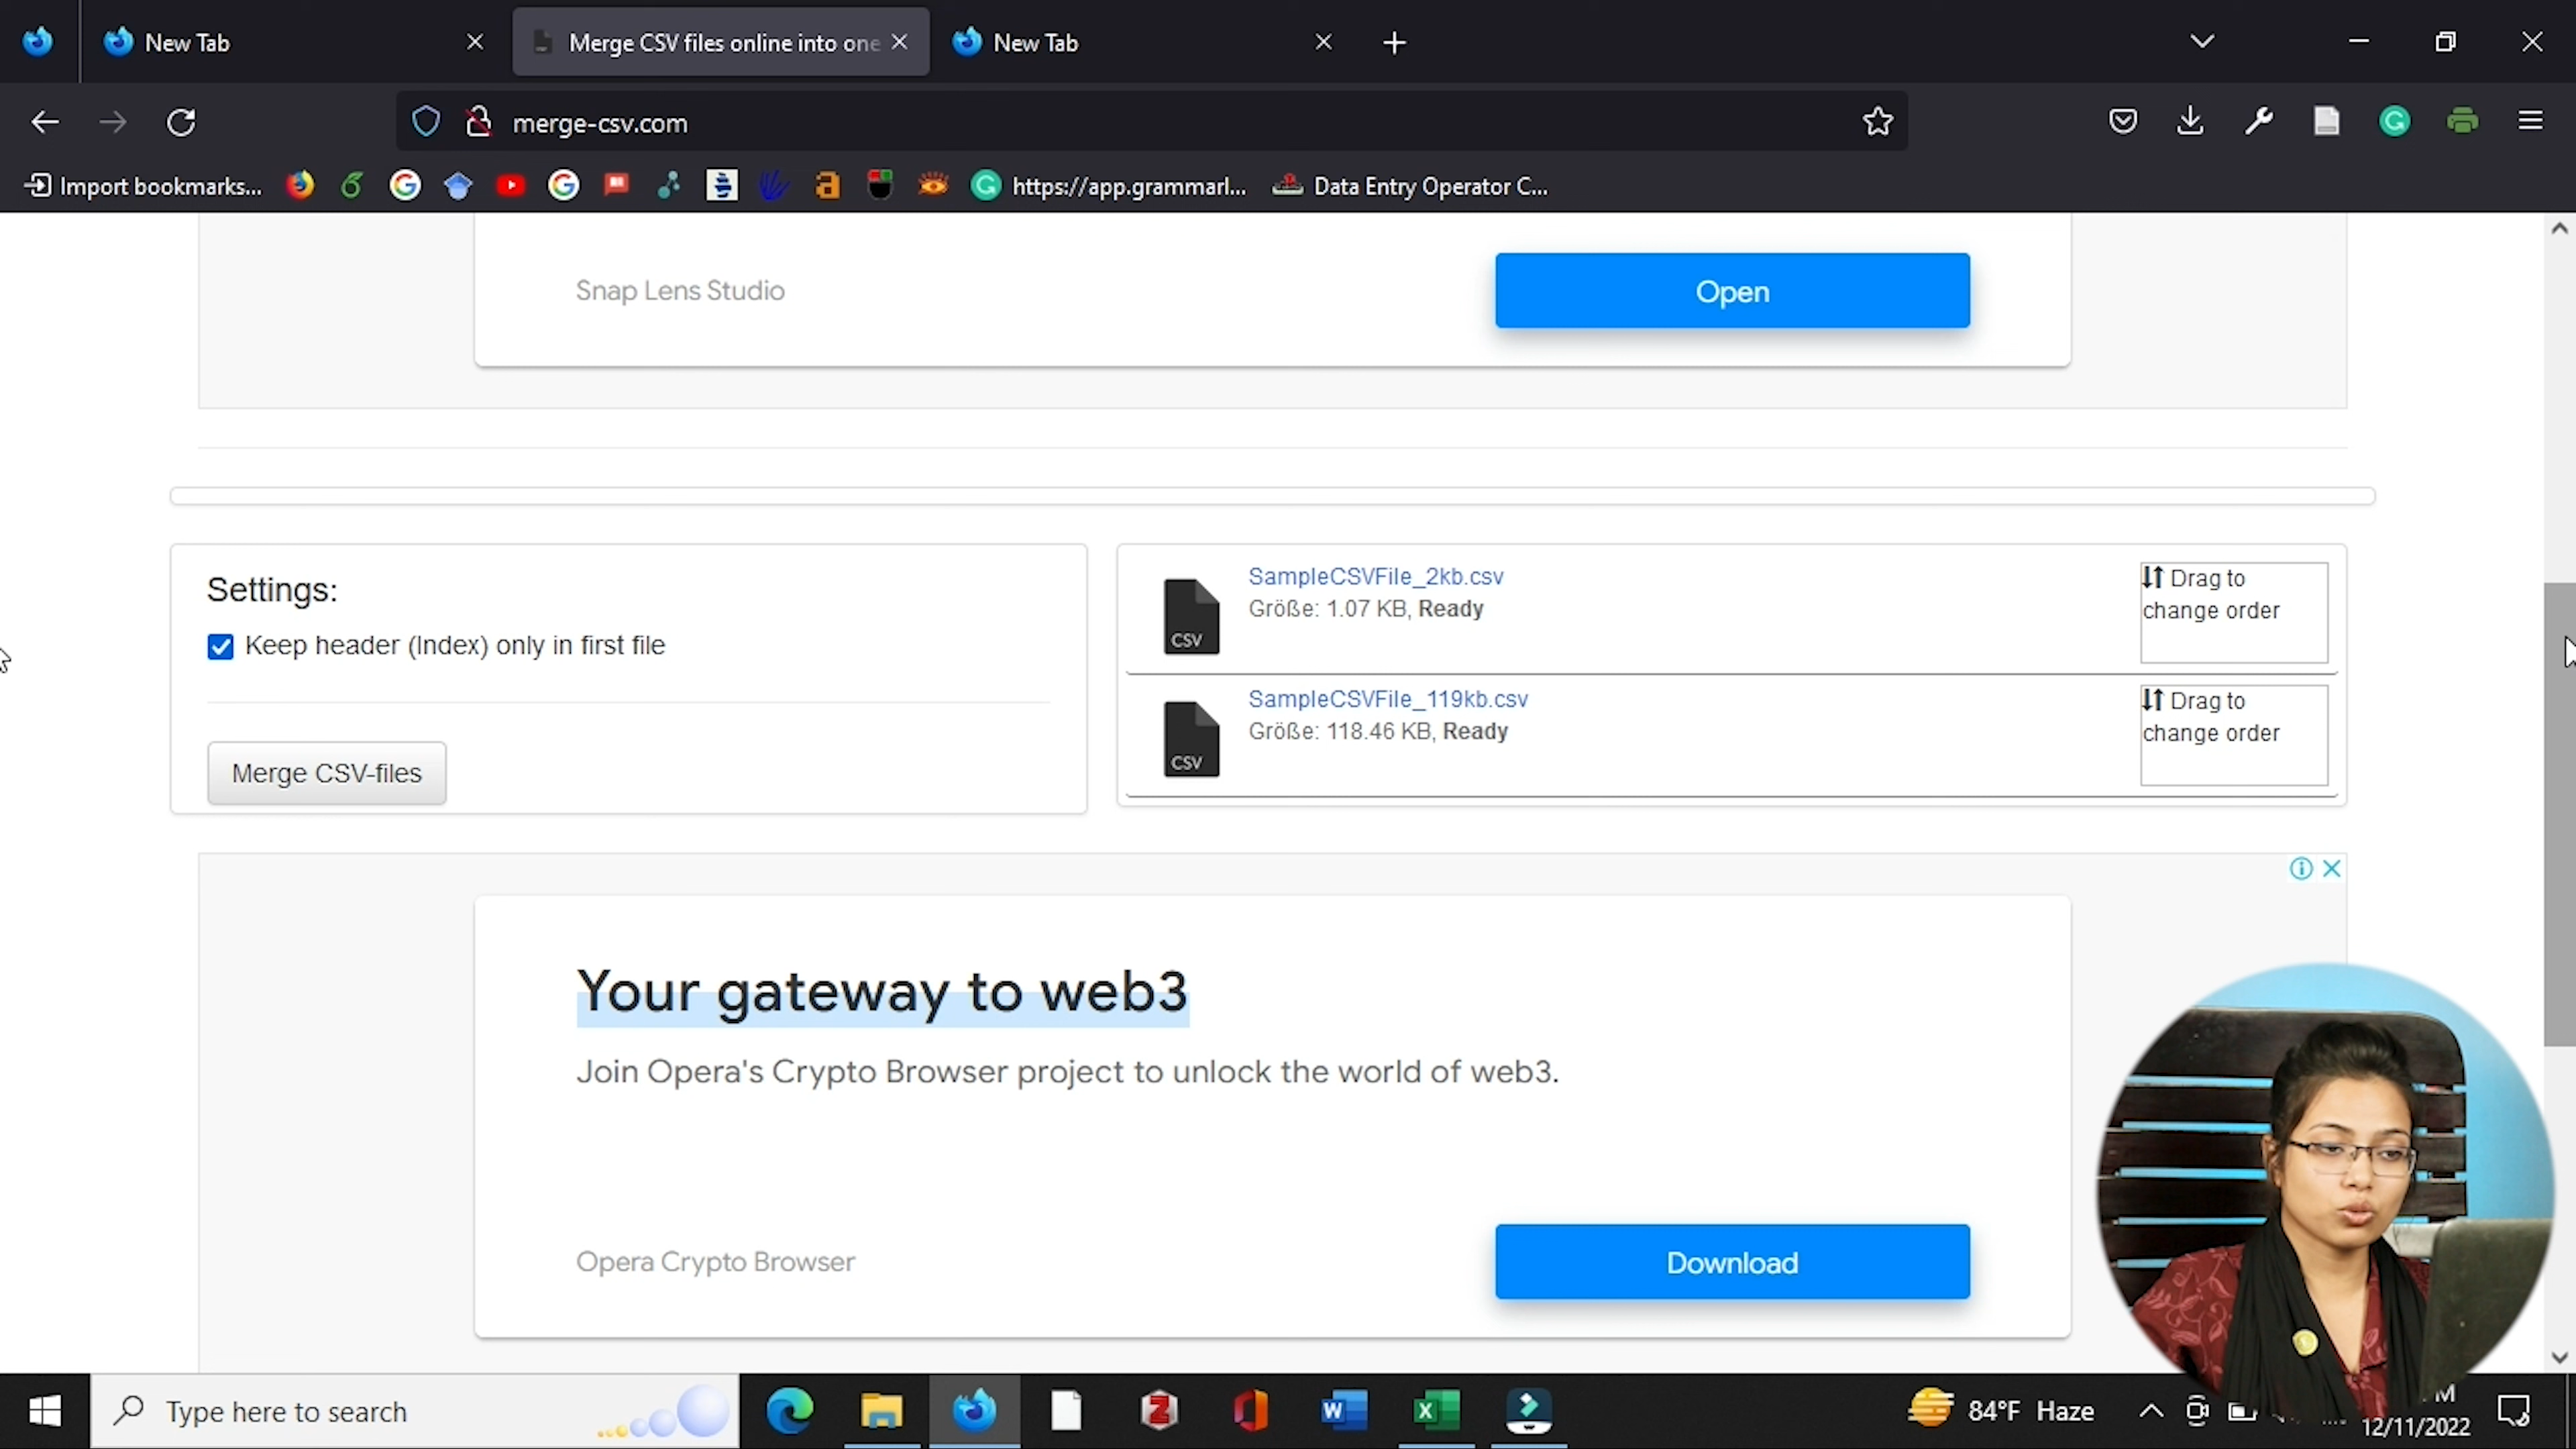 New Tab
Merge CSV files online into one
New Tab
merge-csv.com
Import bookmarks...
https://app.grammarl...
Data Entry Operator C...
Snap Lens Studio
Open
Settings:
Keep header (Index) only in first file
Merge CSV-files
SampleCSVFile_2kb.csv
Größe: 1.07 KB, Ready
CSV
Drag to
change order
SampleCSVFile_119kb.csv
Größe: 118.46 KB, Ready
CSV
Drag to
change order
Your gateway to web3
Join Opera's Crypto Browser project to unlock the world of web3.
Opera Crypto Browser
Download
Type here to search
84°F Haze
12/11/2022